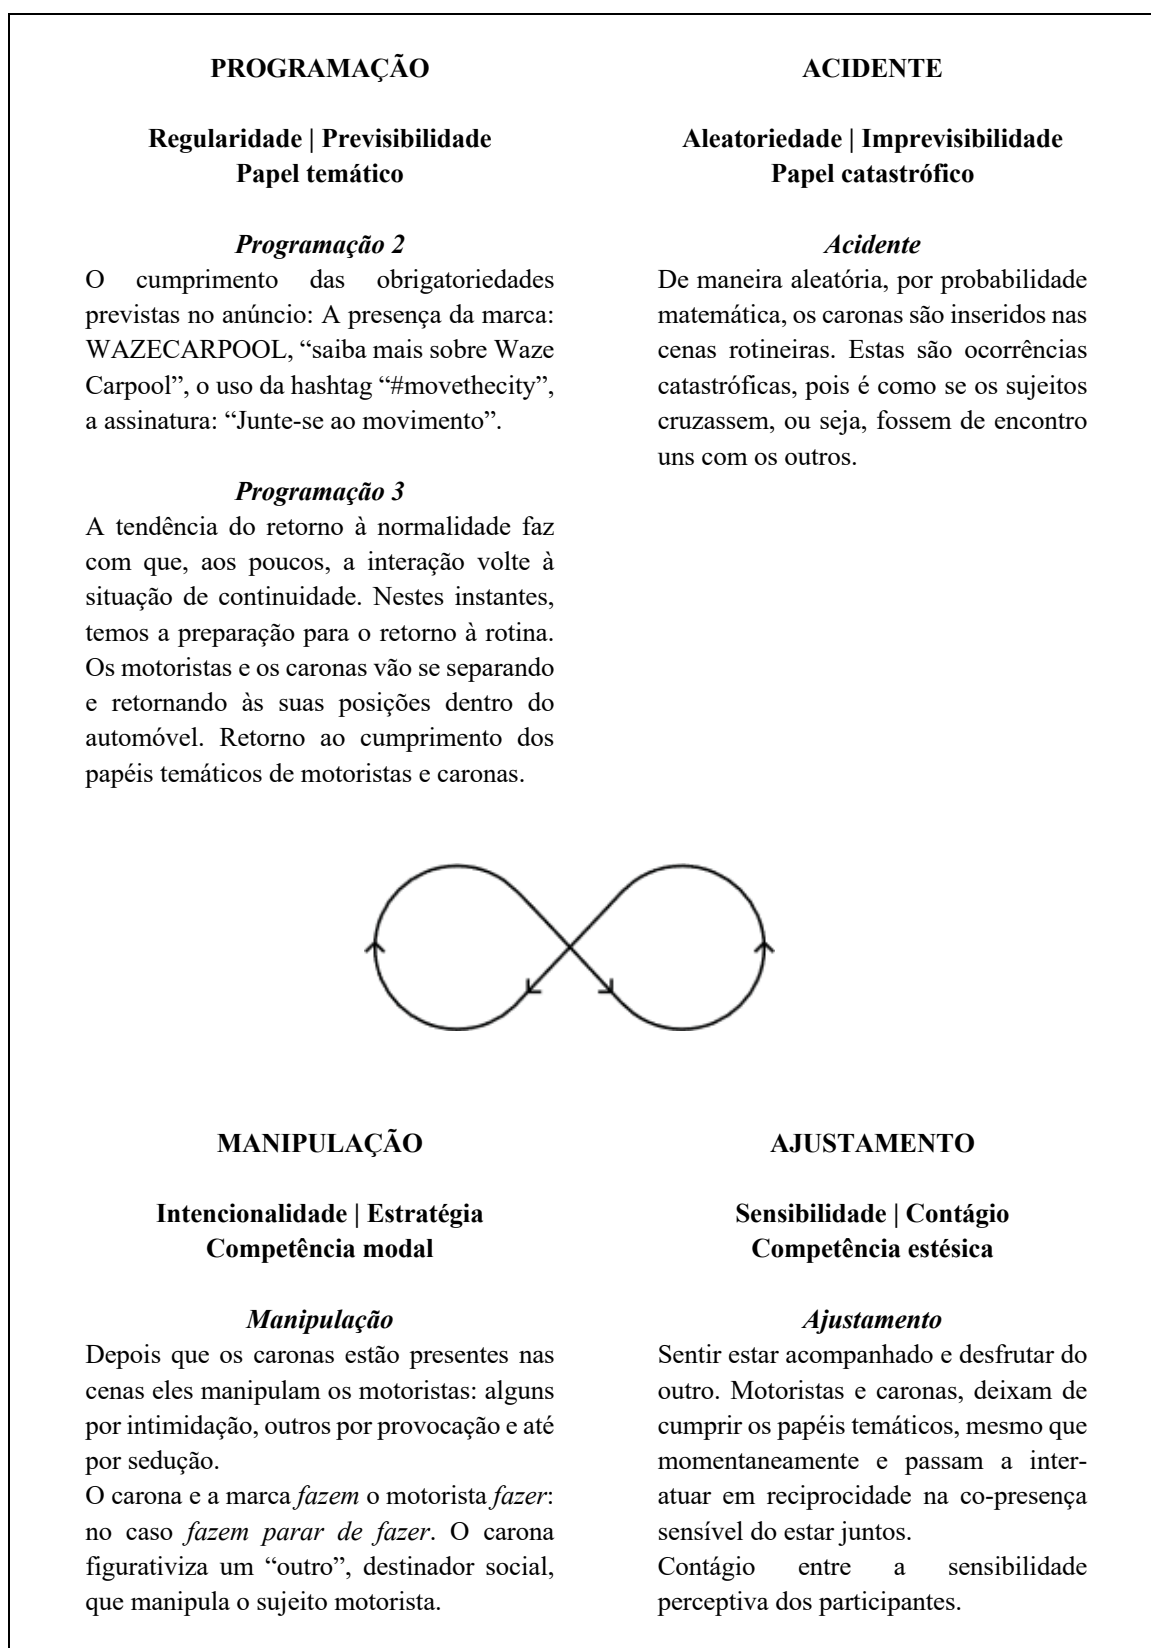 PROGRAMAÇÃO
Regularidade | Previsibilidade
Papel temático
Programação 2
O cumprimento das obrigatoriedades
previstas no anúncio: A presença da marca:
WAZECARPOOL, “saiba mais sobre Waze
Carpool”, o uso da hashtag “#movethecity”,
a assinatura: “Junte-se ao movimento”.
Programação 3
A tendência do retorno à normalidade faz
com que, aos poucos, a interação volte à
situação de continuidade. Nestes instantes,
temos a preparação para o retorno à rotina.
Os motoristas e os caronas vão se separando
e retornando às suas posições dentro do
automóvel. Retorno ao cumprimento dos
papéis temáticos de motoristas e caronas.
ACIDENTE
Aleatoriedade | Imprevisibilidade
Papel catastrófico
Acidente
De maneira aleatória, por probabilidade
matemática, os caronas são inseridos nas
cenas rotineiras. Estas são ocorrências
catastróficas, pois é como se os sujeitos
cruzassem, ou seja, fossem de encontro
uns com os outros.
MANIPULAÇÃO
Intencionalidade | Estratégia
Competência modal
Manipulação
Depois que os caronas estão presentes nas
cenas eles manipulam os motoristas: alguns
por intimidação, outros por provocação e até
por sedução.
O carona e a marca fazem o motorista fazer:
no caso fazem parar de fazer. O carona
figurativiza um “outro”, destinador social,
que manipula o sujeito motorista.
AJUSTAMENTO
Sensibilidade | Contágio
Competência estésica
Ajustamento
Sentir estar acompanhado e desfrutar do
outro. Motoristas e caronas, deixam de
cumprir os papéis temáticos, mesmo que
momentaneamente e passam a inter-
atuar em reciprocidade na co-presença
sensível do estar juntos.
Contágio entre a sensibilidade
perceptiva dos participantes.